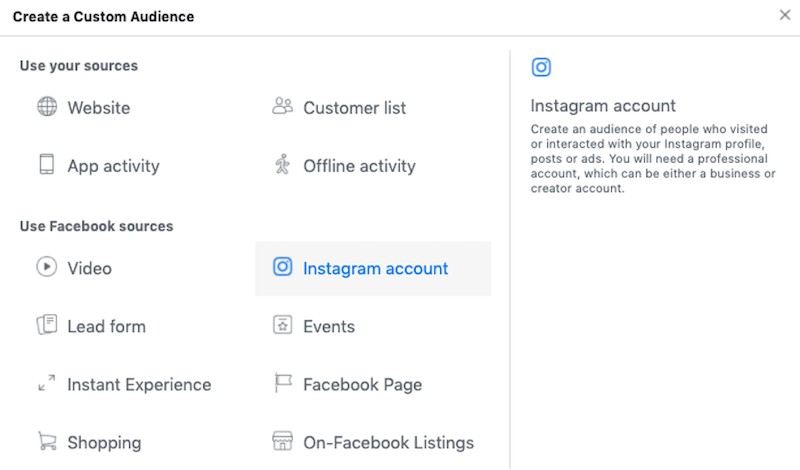 Create a Custom Audience
Use your sources
Website
Customer list
App activity
Offline activity
Use Facebook sources
Video
Instagram account
Lead form
Events
Instant Experience
Facebook Page
Shopping
On-Facebook Listings
Instagram account
Create an audience of people who visited
or interacted with your Instagram profile,
posts or ads. You will need a professional
account, which can be either a business or
creator account.